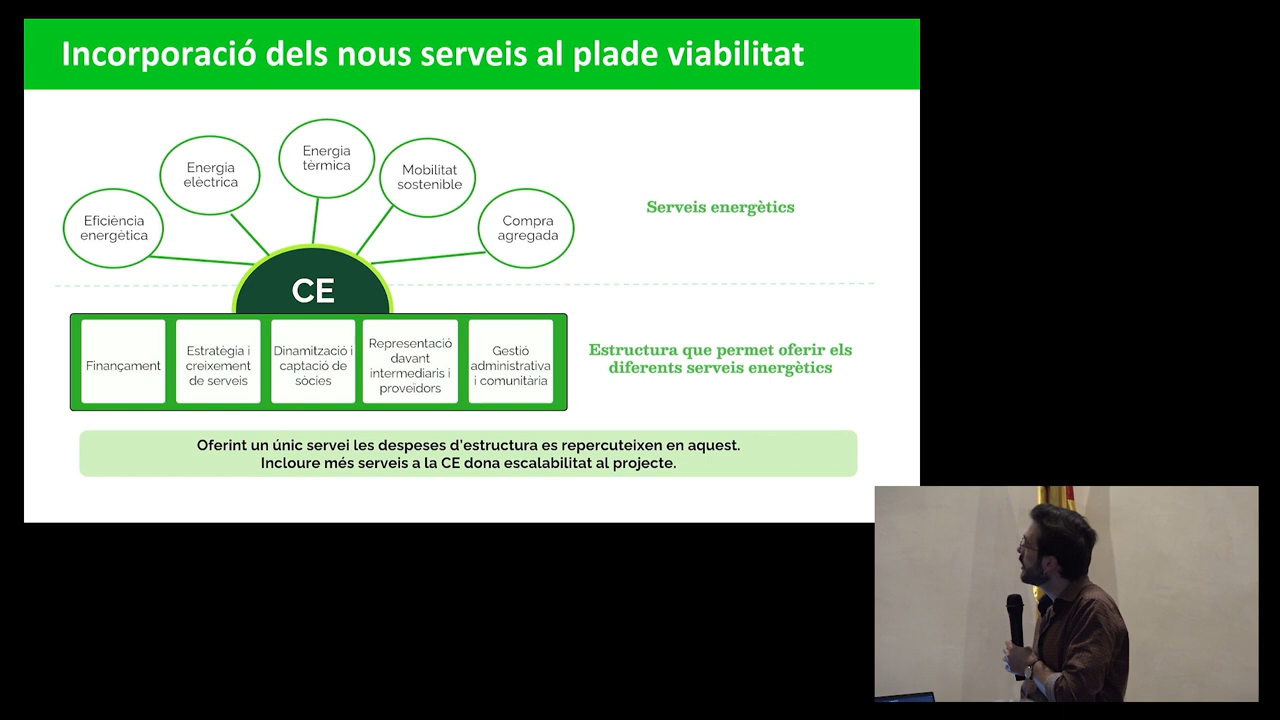 Incorporació dels nous serveis al plade viabilitat
Eficiència
energètica
Energia
elèctrica
Energia
tèrmica
Mobilitat
sostenible
Compra
agregada
Serveis energètics
CE
Finançament
Estratègia i
creixement
de serveis
Dinamització i
captació de
sòcies
Representació
davant
intermediaris i
proveïdors
Gestió
administrativa
i comunitària
Estructura que permet oferir els
diferents serveis energètics
Oferint un únic servei les despeses d'estructura es repercuteixen en aquest.
Incloure més serveis a la CE dona escalabilitat al projecte.